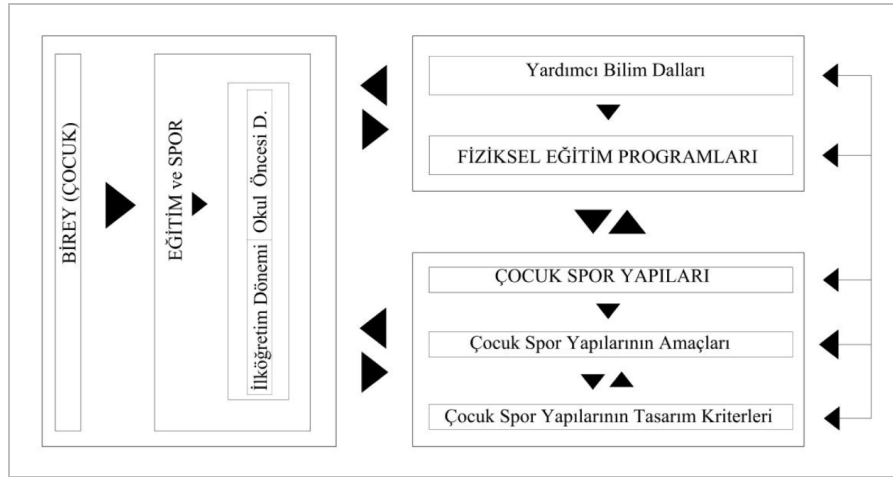 BİREY (ÇOCUK)
EĞİTİM ve SPOR
İlköğretim Dönemi
Okul Öncesi D.
Yardımcı Bilim Dalları
FİZİKSEL EĞİTİM PROGRAMLARI
ÇOCUK SPOR YAPILARI
Çocuk Spor Yapılarının Amaçları
Çocuk Spor Yapılarının Tasarım Kriterleri